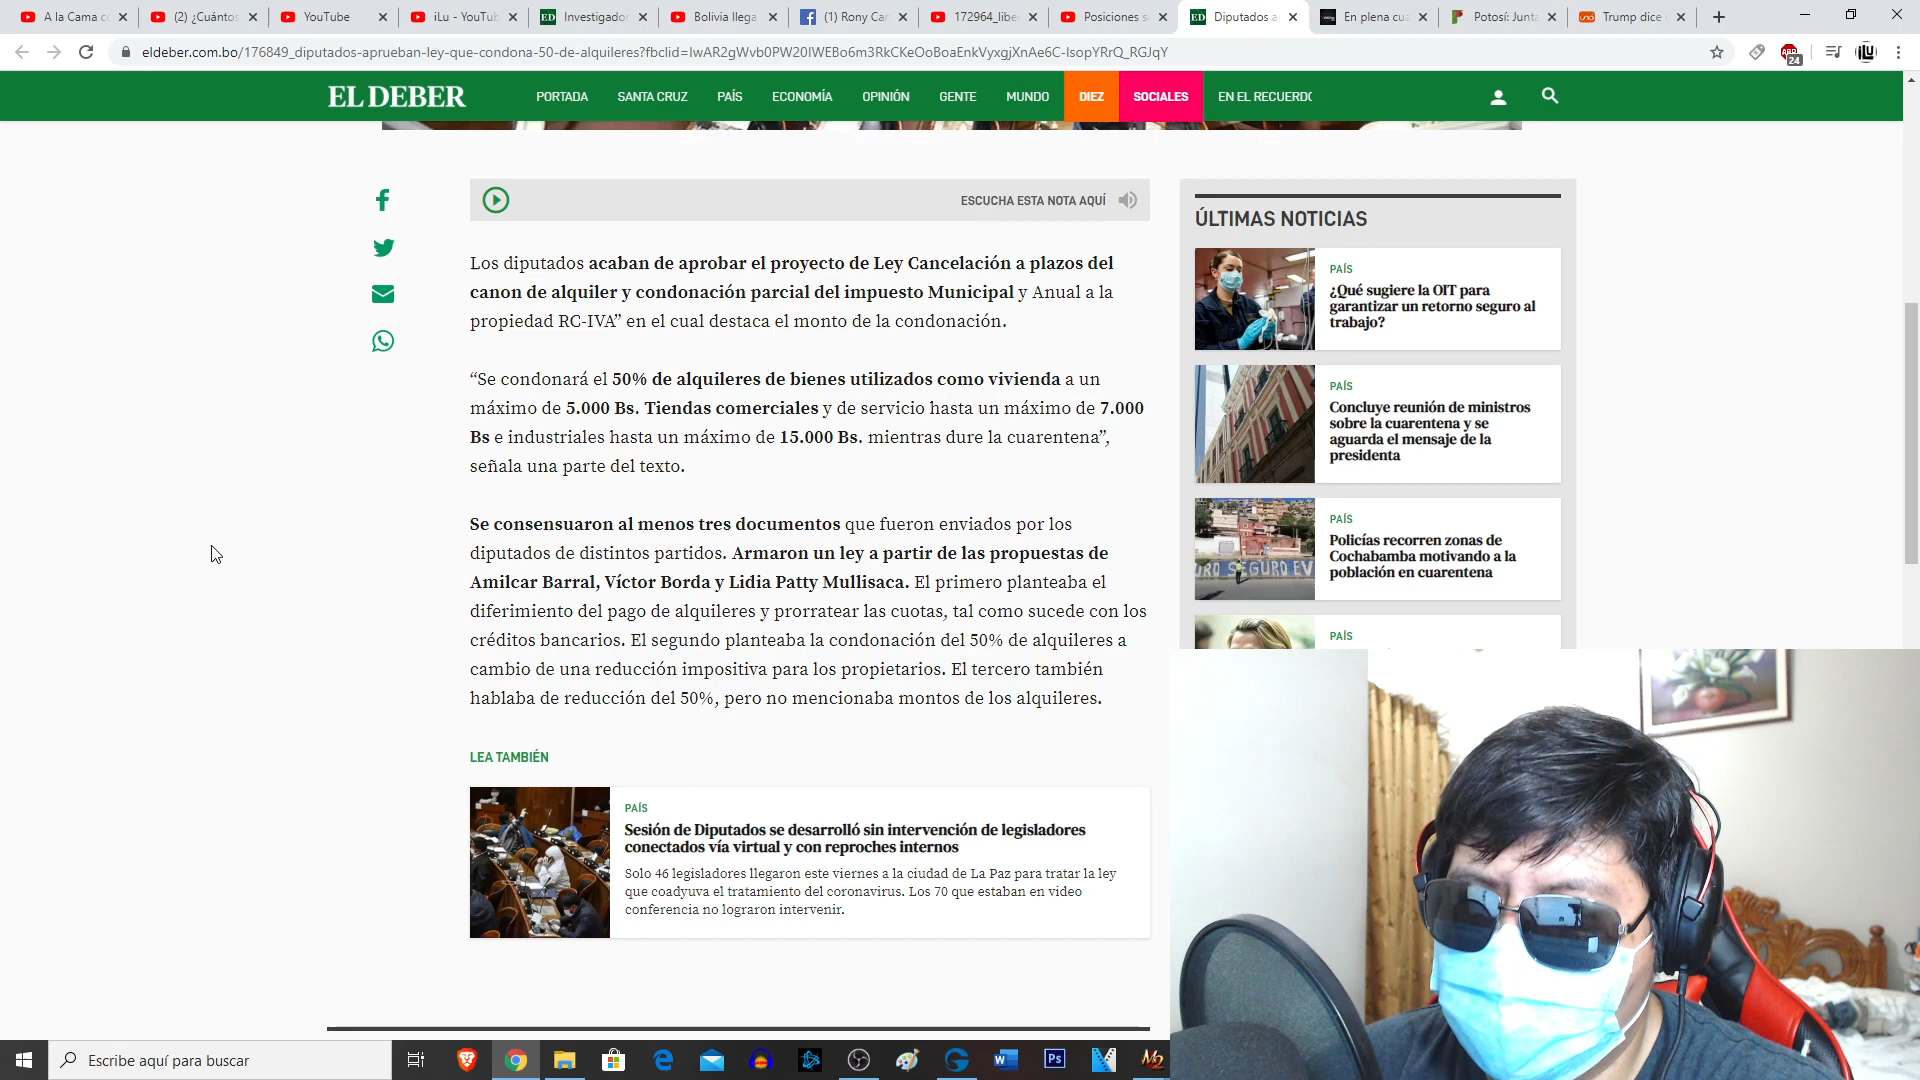 A la Cama co
(2) ¿Cuántos
YouTube
iLu - YouTub
Investigador
Bolivia llega
(1) Rony Car
172964_libe
Posiciones s
Diputados a
En plena cua
Potosí: Junta
Trump dice
eldeber.com.bo/176849_diputados-aprueban-ley-que-condona-50-de-alquileres?fbclid=IwAR2gWvb0PW20IWEBo6m3RkCKeOoBoaEnkVyxgjXnAe6C-IsopYRrQ_RGJqY
24
EL DEBER
PORTADA SANTA CRUZ PAÍS ECONOMÍA OPINIÓN GENTE MUNDO DIEZ SOCIALES EN EL RECUERDO
ESCUCHA ESTA NOTA AQUÍ
Los diputados acaban de aprobar el proyecto de Ley Cancelación a plazos del
canon de alquiler y condonación parcial del impuesto Municipal y Anual a la
propiedad RC-IVA” en el cual destaca el monto de la condonación.
“Se condonará el 50% de alquileres de bienes utilizados como vivienda a un
máximo de 5.000 Bs. Tiendas comerciales y de servicio hasta un máximo de 7.000
Bs e industriales hasta un máximo de 15.000 Bs. mientras dure la cuarentena”,
señala una parte del texto.
Se consensuaron al menos tres documentos que fueron enviados por los
diputados de distintos partidos. Armaron un ley a partir de las propuestas de
Amilcar Barral, Víctor Borda y Lidia Patty Mullisaca. El primero planteaba el
diferimiento del pago de alquileres y prorratear las cuotas, tal como sucede con los
créditos bancarios. El segundo planteaba la condonación del 50% de alquileres a
cambio de una reducción impositiva para los propietarios. El tercero también
hablaba de reducción del 50%, pero no mencionaba montos de los alquileres.
LEA TAMBIÉN
PAÍS
Sesión de Diputados se desarrolló sin intervención de legisladores
conectados vía virtual y con reproches internos
Solo 46 legisladores llegaron este viernes a la ciudad de La Paz para tratar la ley
que coadyuva el tratamiento del coronavirus. Los 70 que estaban en video
conferencia no lograron intervenir.
ÚLTIMAS NOTICIAS
PAÍS
¿Qué sugiere la OIT para
garantizar un retorno seguro al
trabajo?
PAÍS
Concluye reunión de ministros
sobre la cuarentena y se
aguarda el mensaje de la
presidenta
PAÍS
Policías recorren zonas de
Cochabamba motivando a la
población en cuarentena
PAÍS
Escribe aquí para buscar